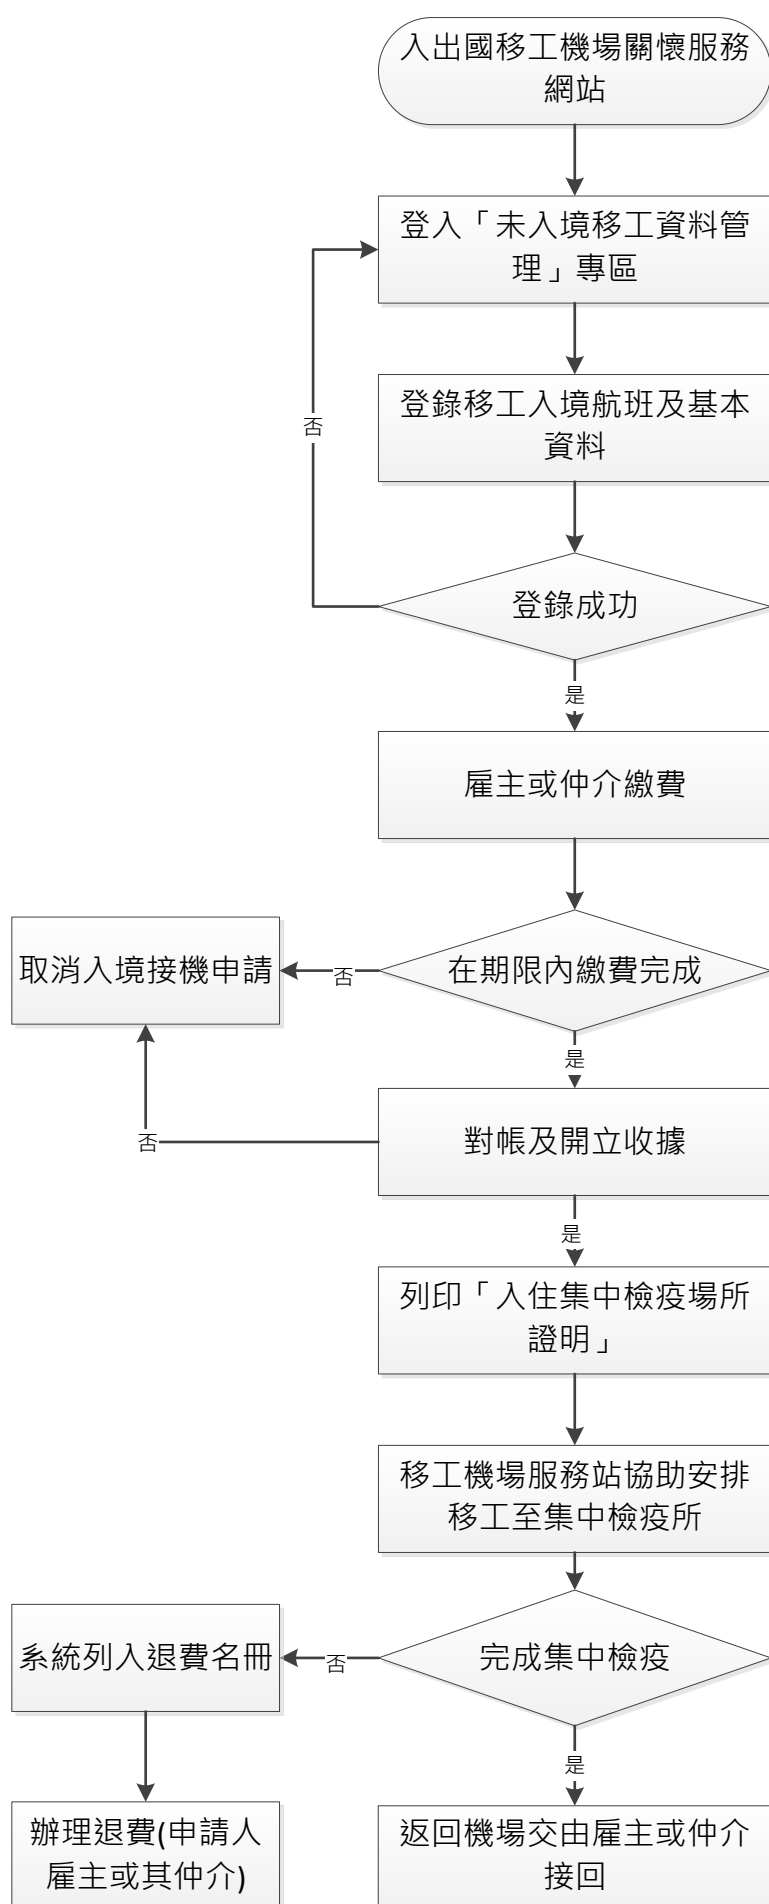 入出國移工機場關懷服務
網站
登入「未入境移工資料管
理」專區
登錄移工入境航班及基本
資料
否
登錄成功
是
雇主或仲介繳費
取消入境接機申請
否
在期限內繳費完成
是
對帳及開立收據
否
是
列印「入住集中檢疫場所
證明」
移工機場服務站協助安排
移工至集中檢疫所
系統列入退費名冊
否
完成集中檢疫
是
辦理退費(申請人
雇主或其仲介)
返回機場交由雇主或仲介
接回